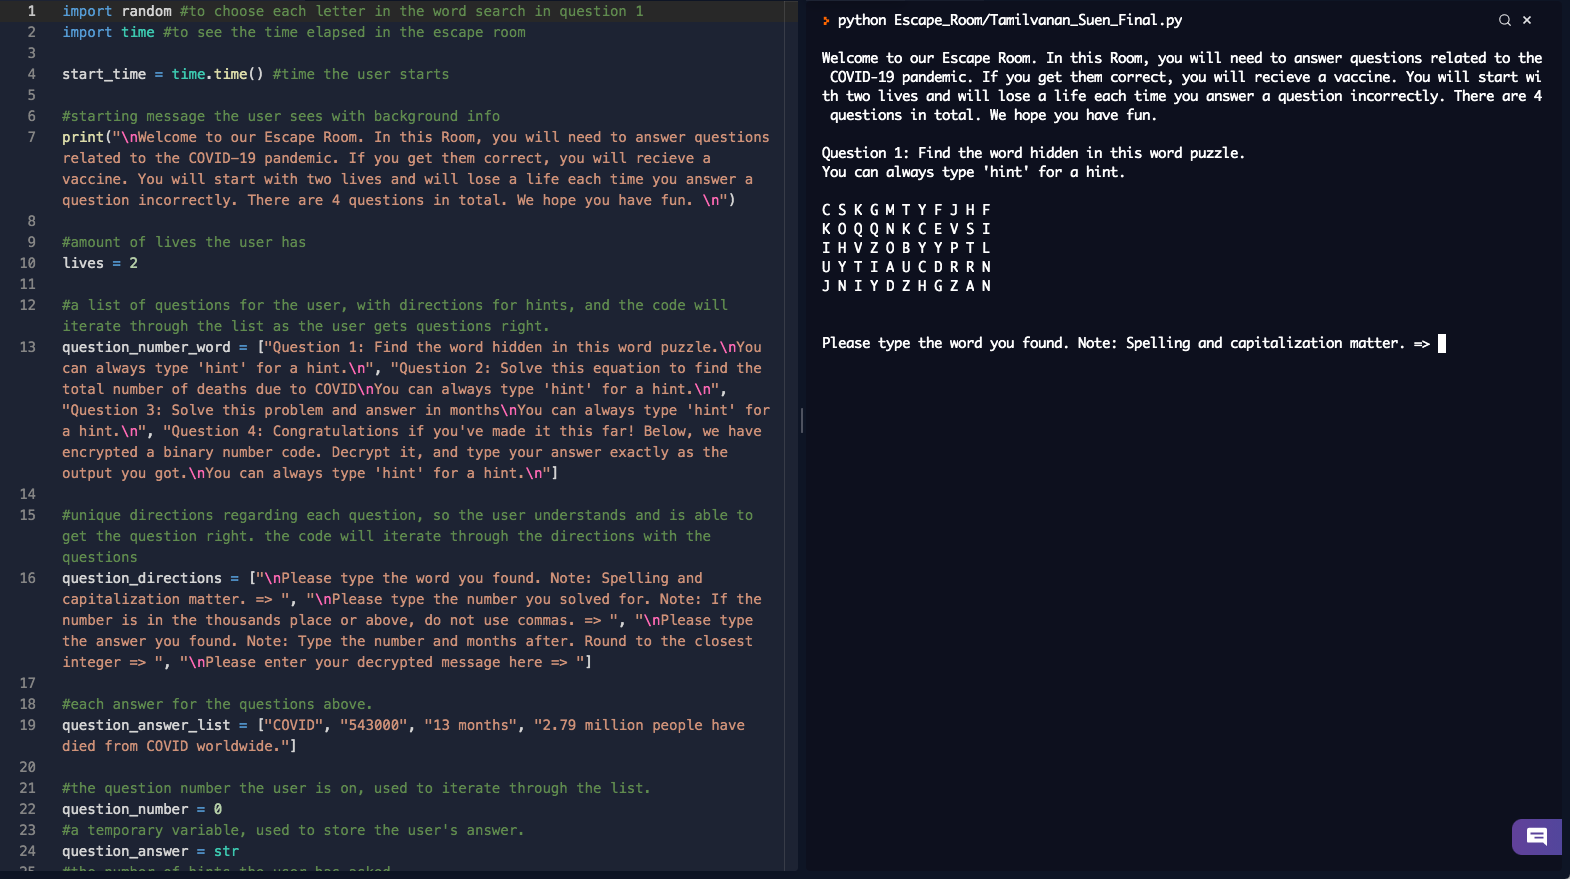 1 import random #to choose each letter in the word search in question 1
2 import time #to see the time elapsed in the escape room
3
4 start_time = time.time() #time the user starts
5
6 #starting message the user sees with background info
7 print("\nWelcome to our Escape Room. In this Room, you will need to answer questions
related to the COVID-19 pandemic. If you get them correct, you will recieve a
vaccine. You will start with two lives and will lose a life each time you answer a
question incorrectly. There are 4 questions in total. We hope you have fun. \n")
8
9 #amount of lives the user has
10 lives = 2
11
12 #a list of questions for the user, with directions for hints, and the code will
iterate through the list as the user gets questions right.
13 question_number_word = ["Question 1: Find the word hidden in this word puzzle.\nYou
can always type 'hint' for a hint.\n", "Question 2: Solve this equation to find the
total number of deaths due to COVID\nYou can always type 'hint' for a hint.\n",
"Question 3: Solve this problem and answer in months\nYou can always type 'hint' for
a hint.\n", "Question 4: Congratulations if you've made it this far! Below, we have
encrypted a binary number code. Decrypt it, and type your answer exactly as the
output you got.\nYou can always type 'hint' for a hint.\n"]
14
15 #unique directions regarding each question, so the user understands and is able to
get the question right. the code will iterate through the directions with the
questions
16 question_directions = ["\nPlease type the word you found. Note: Spelling and
capitalization matter. => ", "\nPlease type the number you solved for. Note: If the
number is in the thousands place or above, do not use commas. => ", "\nPlease type
the answer you found. Note: Type the number and months after. Round to the closest
integer => ", "\nPlease enter your decrypted message here => "]
17
18 #each answer for the questions above.
19 question_answer_list = ["COVID", "543000", "13 months", "2.79 million people have
died from COVID worldwide."]
20
21 #the question number the user is on, used to iterate through the list.
22 question_number = 0
23 #a temporary variable, used to store the user's answer.
24 question_answer = str
25 #the number of hints the user has asked
python Escape_Room/Tamilvanan_Suen_Final.py
Welcome to our Escape Room. In this Room, you will need to answer questions related to the
COVID-19 pandemic. If you get them correct, you will recieve a vaccine. You will start wi
th two lives and will lose a life each time you answer a question incorrectly. There are 4
questions in total. We hope you have fun.
Question 1: Find the word hidden in this word puzzle.
You can always type 'hint' for a hint.
C S K G M T Y F J H F
K O Q Q N K C E V S I
I H V Z O B Y Y P T L
U Y T I A U C D R R N
J N I Y D Z H G Z A N
Please type the word you found. Note: Spelling and capitalization matter. =>